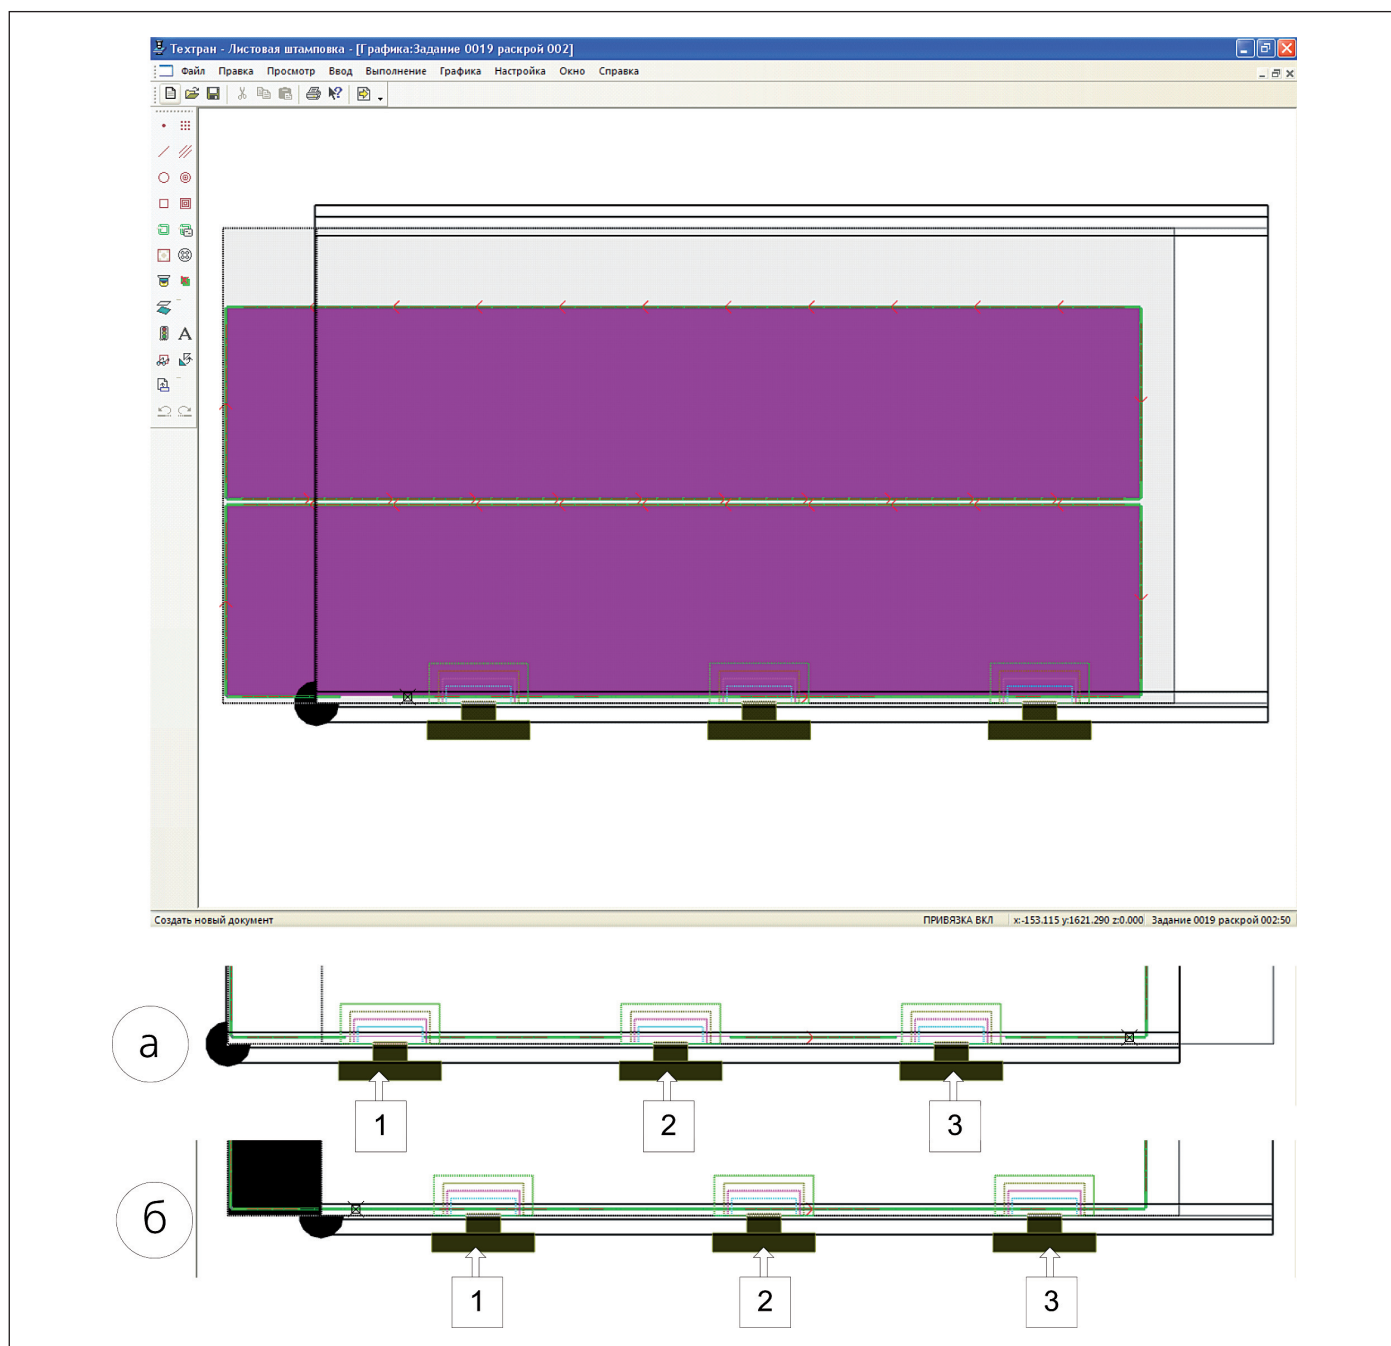 Техтран - Листовая штамповка - [Графика:Задание 0019 раскрой 002]
Файл Правка Просмотр Ввод Выполнение Графика Настройка Окно Справка
A
Создать новый документ ПРИВЯЗКА ВКЛ x:-153.115 y:1621.290 z:0.000 Задание 0019 раскрой 002:50
а
1 2 3
б
1 2 3